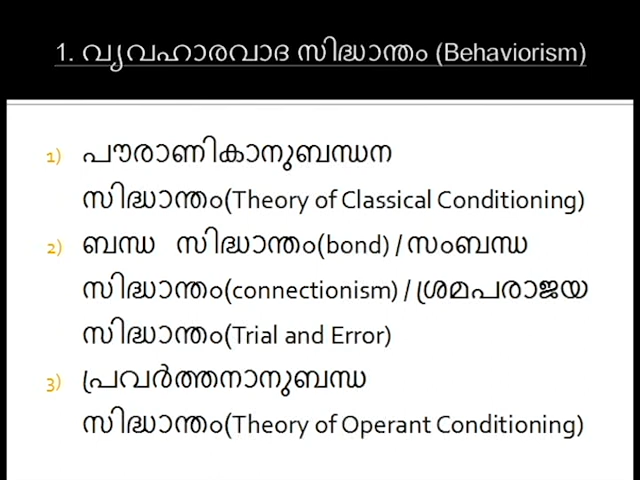 1. വ്യവഹാരവാദ സിദ്ധാന്തം (Behaviorism)
1) പൗരാണികാനുബന്ധന
സിദ്ധാന്തം(Theory of Classical Conditioning)
2) ബന്ധ സിദ്ധാന്തം(bond) / സംബന്ധ
സിദ്ധാന്തം(connectionism) / ശ്രമപരാജയ
സിദ്ധാന്തം(Trial and Error)
3) പ്രവർത്തനാനുബന്ധ
സിദ്ധാന്തം(Theory of Operant Conditioning)